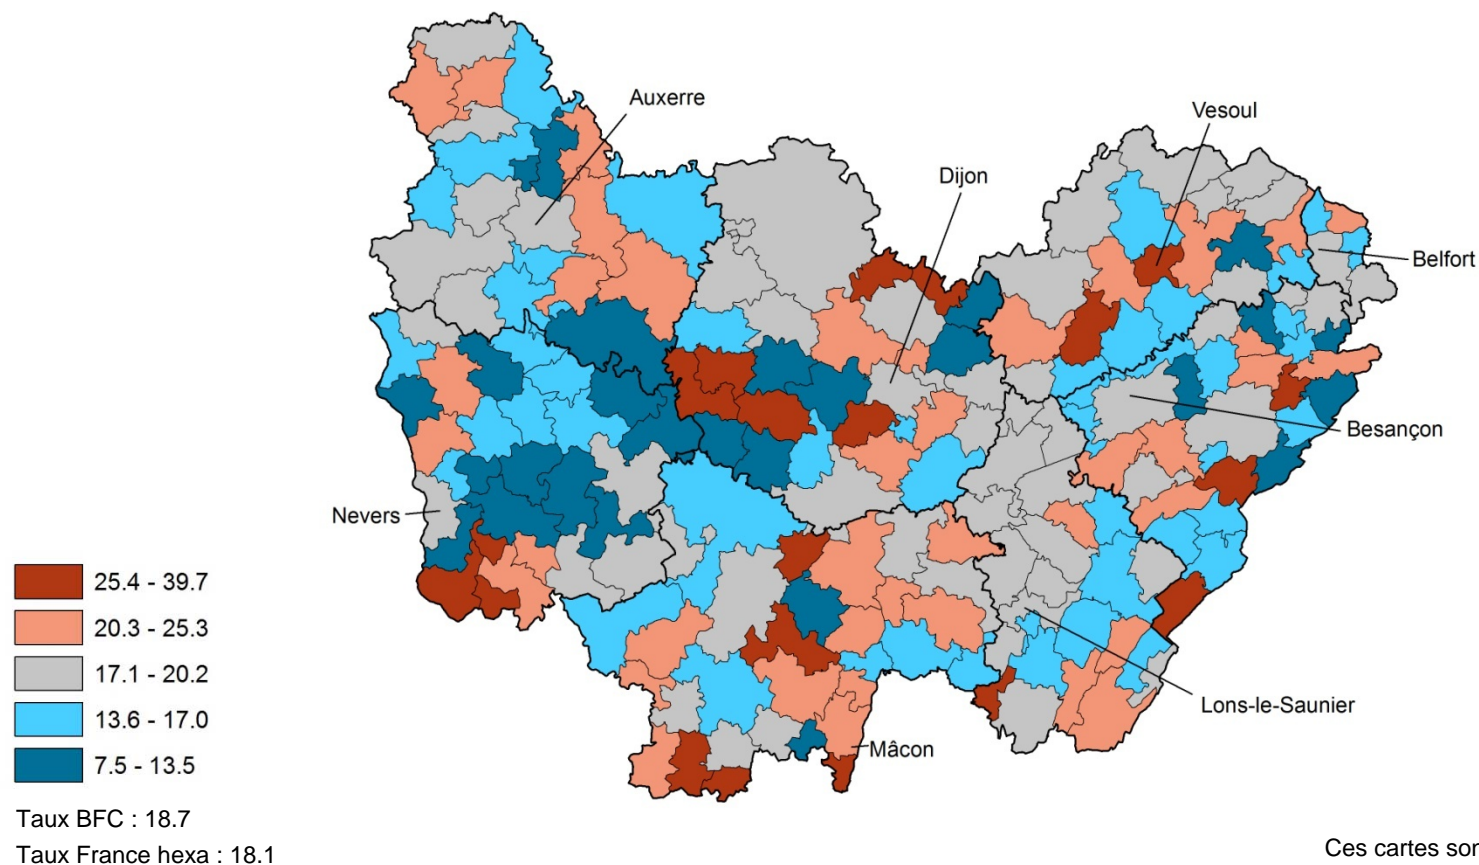 Auxerre
Vesoul
Dijon
Belfort
Besançon
Nevers
Lons-le-Saunier
Mâcon
25.4 - 39.7
20.3 - 25.3
17.1 - 20.2
13.6 - 17.0
7.5 - 13.5
Taux BFC : 18.7
Taux France hexa : 18.1
Ces cartes sor